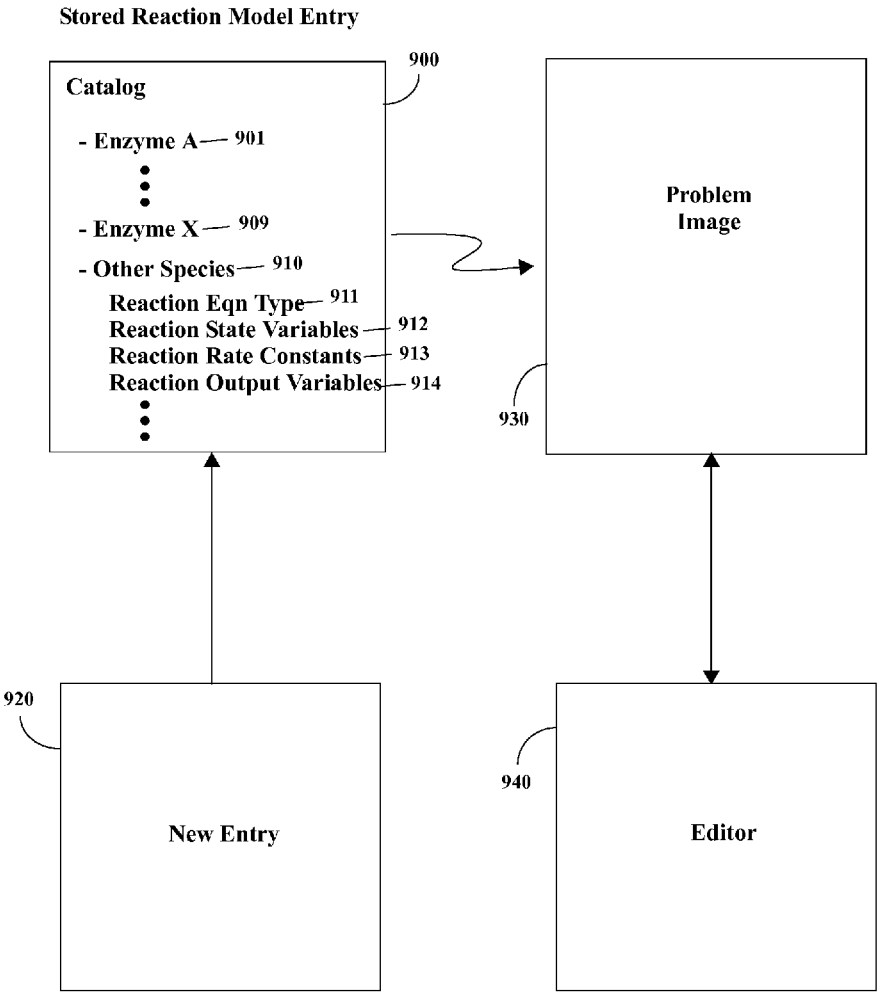 Stored Reaction Model Entry
900
Catalog
- Enzyme A 901
- Enzyme X 909
- Other Species 910
Reaction Eqn Type 911
Reaction State Variables 912
Reaction Rate Constants 913
Reaction Output Variables 914
Problem
Image
930
920
New Entry
940
Editor